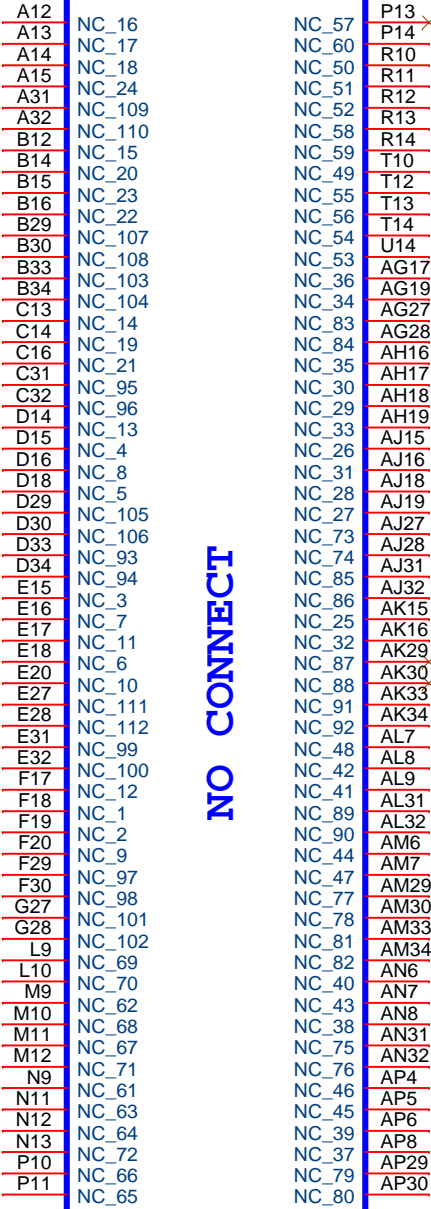 A12 NC_16 NC_57 P13
A13 NC_17 NC_60 P14
A14 NC_18 NC_50 R10
A15 NC_24 NC_51 R11
A31 NC_109 NC_52 R12
A32 NC_110 NC_58 R13
B12 NC_15 NC_59 R14
B14 NC_20 NC_49 T10
B15 NC_23 NC_55 T12
B16 NC_22 NC_56 T13
B29 NC_107 NC_54 T14
B30 NC_108 NC_53 U14
B33 NC_103 NC_36 AG17
B34 NC_104 NC_34 AG19
C13 NC_14 NC_83 AG27
C14 NC_19 NC_84 AG28
C16 NC_21 NC_35 AH16
C31 NC_95 NC_30 AH17
C32 NC_96 NC_29 AH18
D14 NC_13 NC_33 AH19
D15 NC_4 NC_26 AJ15
D16 NC_8 NC_31 AJ16
D18 NC_5 NC_28 AJ18
D29 NC_105 NC_27 AJ19
D30 NC_106 NC_73 AJ27
D33 NC_93 NC_74 AJ28
D34 NC_94 NC_85 AJ31
E15 NC_3 NC_86 AJ32
E16 NC_7 NC_25 AK15
E17 NC_11 NC_32 AK16
E18 NC_6 NC_87 AK29
E20 NC_10 NC_88 AK30
E27 NC_111 NC_91 AK33
E28 NC_112 NC_92 AK34
E31 NC_99 NC_48 AL7
E32 NC_100 NC_42 AL8
F17 NC_12 NC_41 AL9
F18 NC_1 NC_89 AL31
F19 NC_2 NC_90 AL32
F20 NC_9 NC_44 AM6
F29 NC_97 NC_47 AM7
F30 NC_98 NC_77 AM29
G27 NC_101 NC_78 AM30
G28 NC_102 NC_81 AM33
L9 NC_69 NC_82 AM34
L10 NC_70 NC_40 AN6
M9 NC_62 NC_43 AN7
M10 NC_68 NC_38 AN8
M11 NC_67 NC_75 AN31
M12 NC_71 NC_76 AN32
N9 NC_61 NC_46 AP4
N11 NC_63 NC_45 AP5
N12 NC_64 NC_39 AP6
N13 NC_72 NC_37 AP8
P10 NC_66 NC_79 AP29
P11 NC_65 NC_80 AP30
NO CONNECT